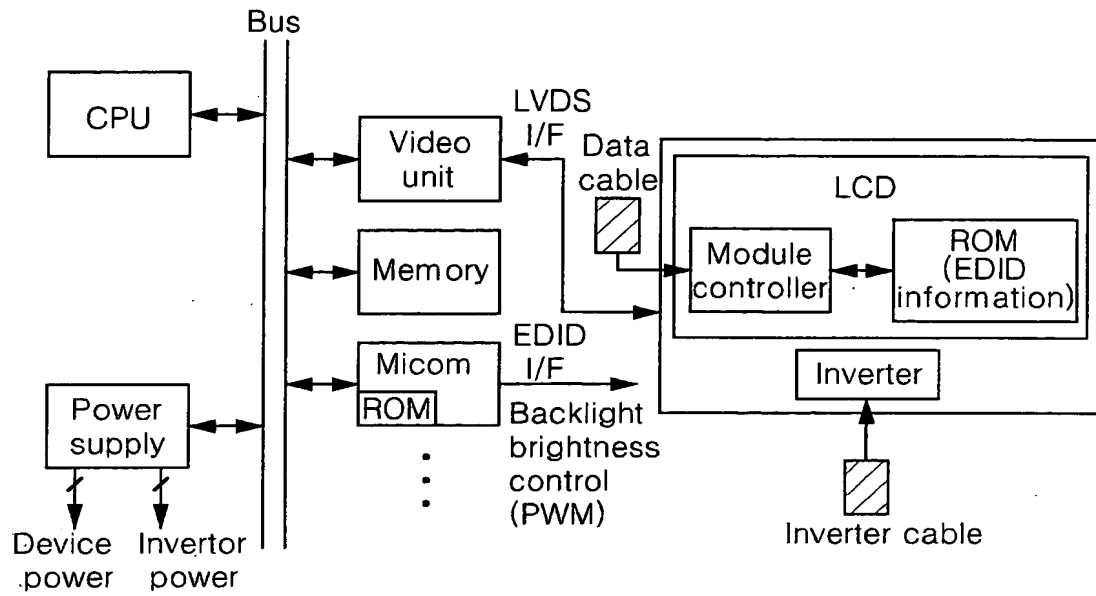 Bus
CPU
Video
unit
LVDS
I/F
Data
cable
LCD
Module
controller
ROM
(EDID
information)
Memory
Micom
ROM
EDID
I/F
Backlight
brightness
control
(PWM)
Inverter
Inverter cable
Power
supply
Device
power
Invertor
power